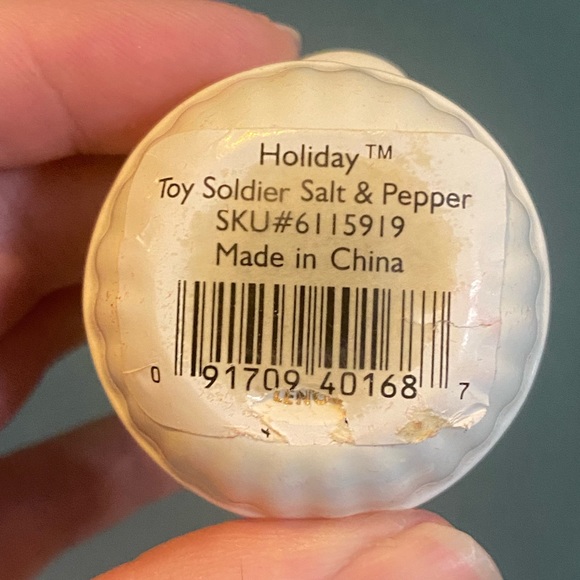 Holiday™
Toy Soldier Salt & Pepper
SKU#6115919
Made in China
0 91709 40168 7